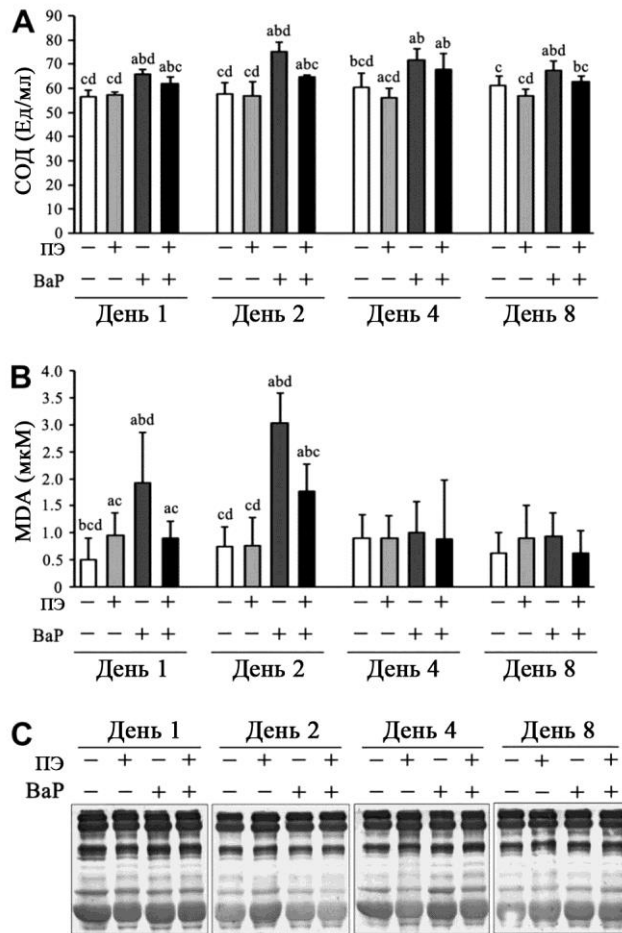 A
СОД (Ед/мл)
90
80
70
60
50
40
30
20
10
0
cd cd abd abc
cd cd abd abc
bcd acd ab ab
c cd abd bc
ПЭ − + − + − + − + − + − + − + − +
BaP − − + + − − + + − − + + − − + +
День 1 День 2 День 4 День 8
B
MDA (мкМ)
4.0
3.5
3.0
2.5
2.0
1.5
1.0
0.5
0
bcd ac abd ac
cd cd abd abc
ПЭ − + − + − + − + − + − + − + − +
BaP − − + + − − + + − − + + − − + +
День 1 День 2 День 4 День 8
C
День 1 День 2 День 4 День 8
ПЭ − + − + − + − + − + − + − + − +
BaP − − + + − − + + − − + + − − + +